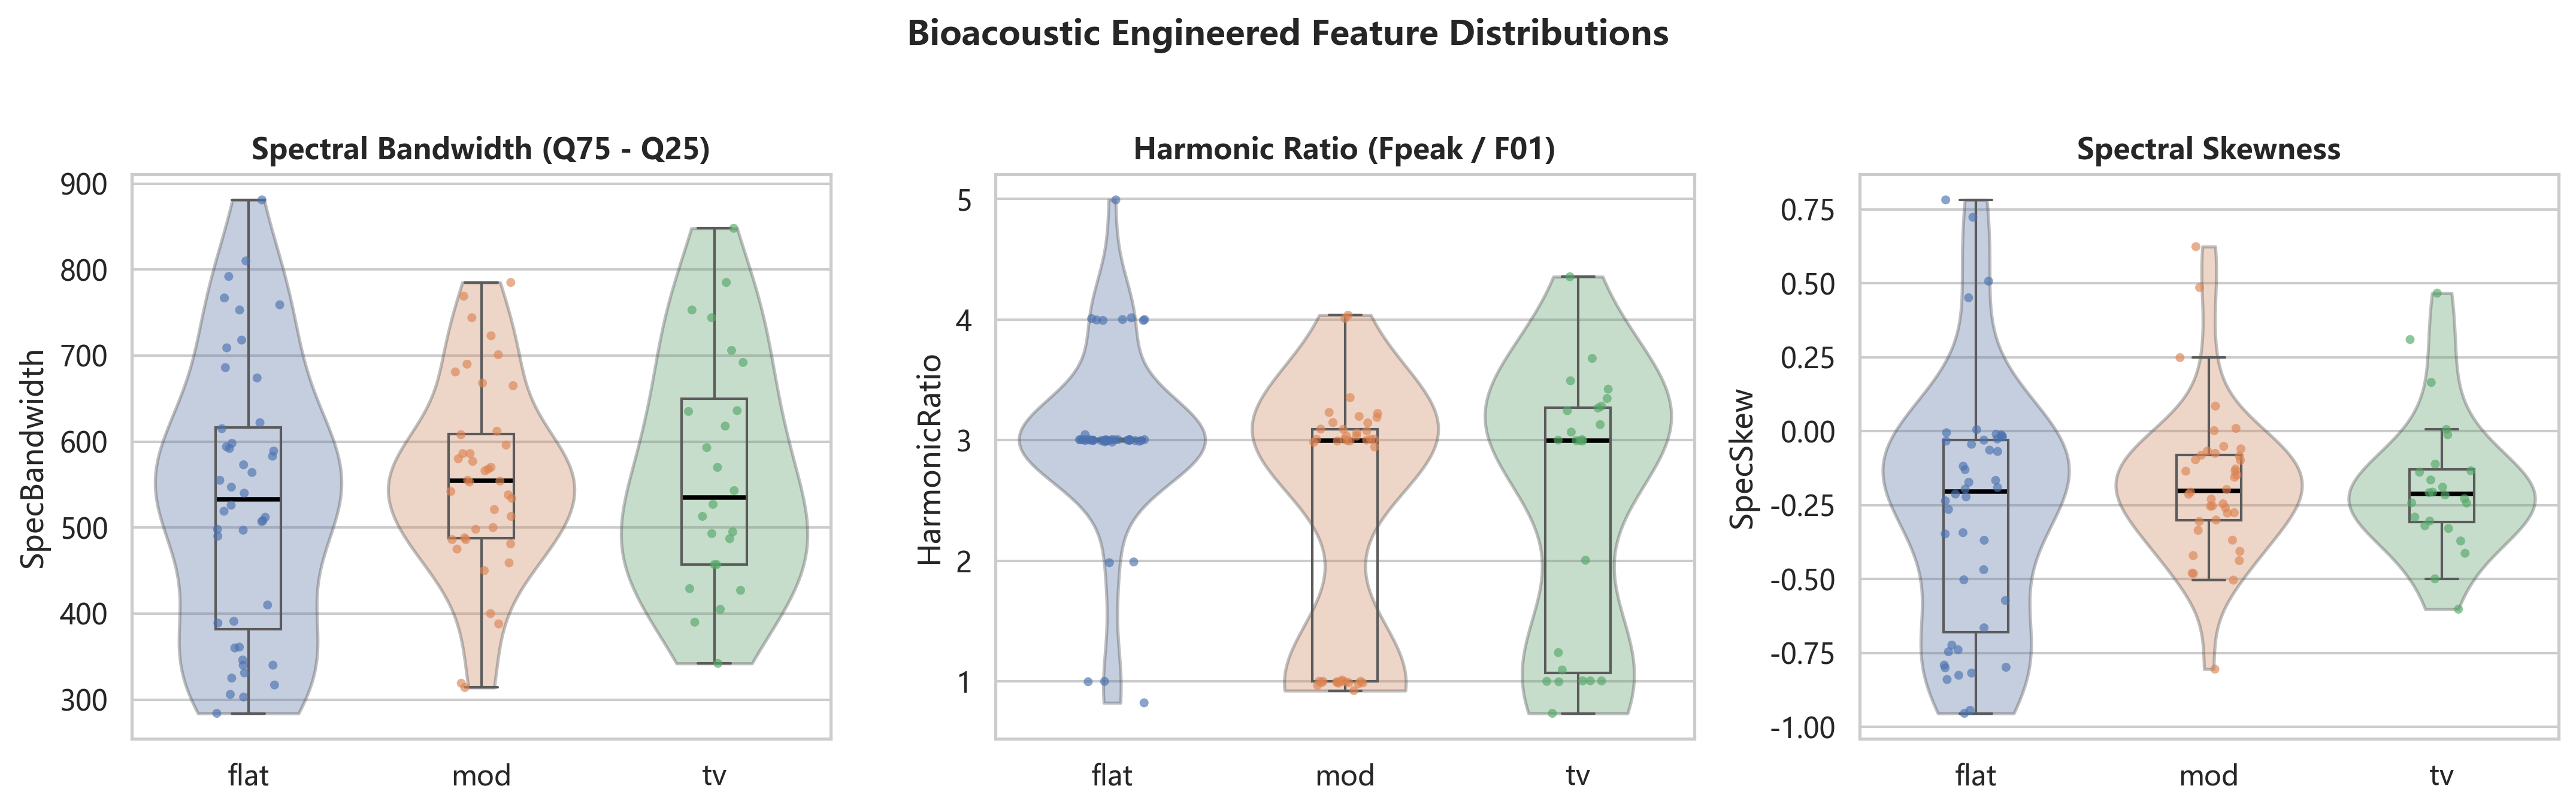 Bioacoustic Engineered Feature Distributions
Spectral Bandwidth (Q75 - Q25)
SpecBandwidth
900
800
700
600
500
400
300
flat mod tv
Harmonic Ratio (Fpeak / F01)
HarmonicRatio
5
4
3
2
1
flat mod tv
Spectral Skewness
SpecSkew
0.75
0.50
0.25
0.00
-0.25
-0.50
-0.75
-1.00
flat mod tv